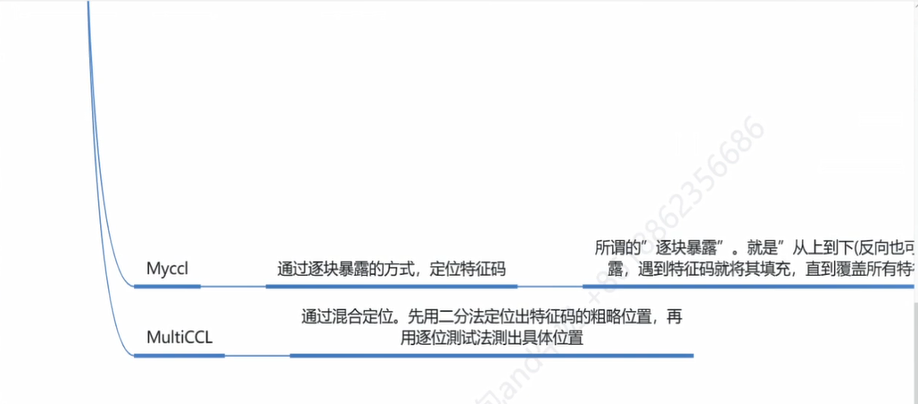 所谓的”逐块暴露”。就是”从上到下(反向也可
Myccl
通过逐块暴露的方式，定位特征码
露，遇到特征码就将其填充，直到覆盖所有特
通过混合定位。先用二分法定位出特征码的粗略位置，再
MultiCCL
用逐位测试法测出具体位置